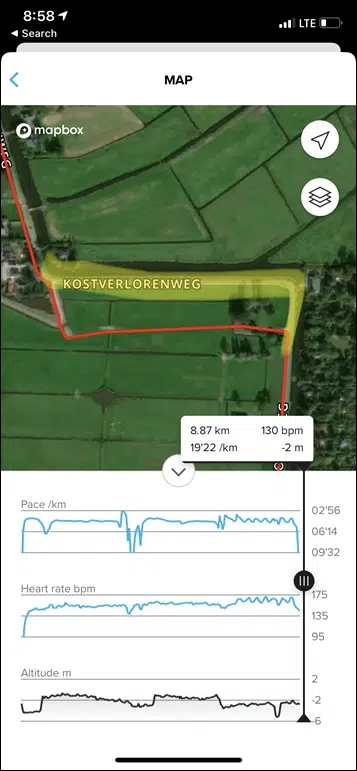 8:58
LTE
◀ Search
MAP
mapbox
KOSTVERLORENWEG
8.87 km 130 bpm
19'22 /km -2 m
Pace /km
02'56
06'14
09'32
Heart rate bpm
175
135
95
Altitude m
2
-2
-6